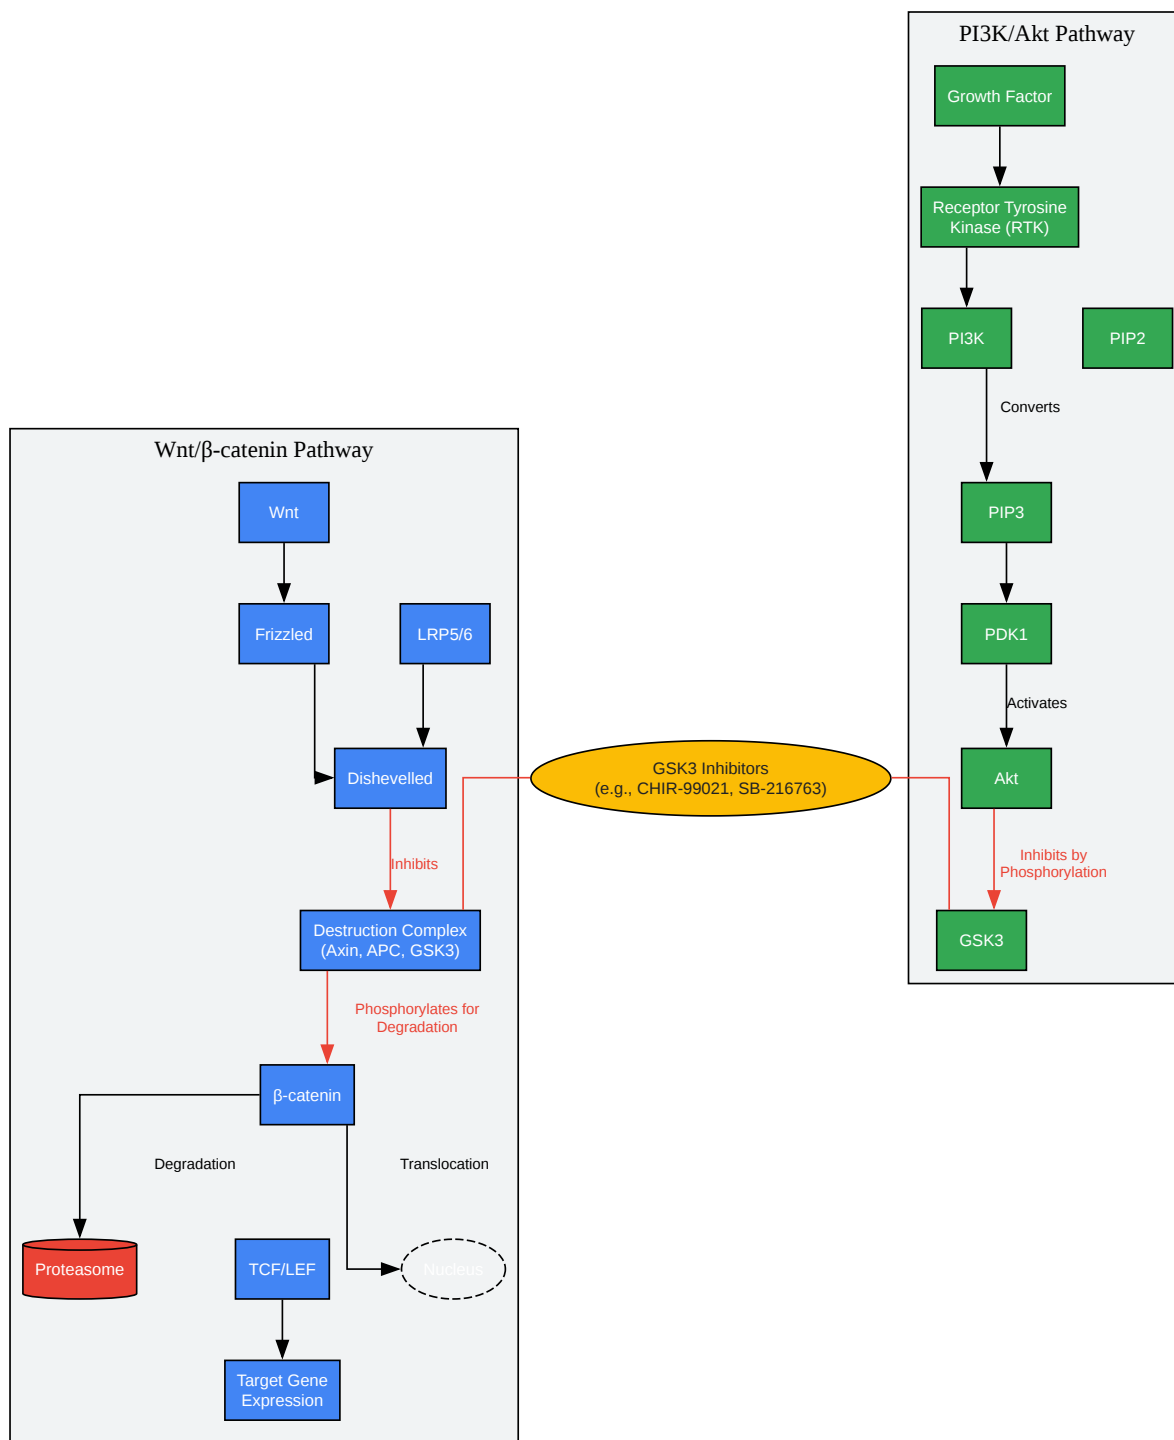 PI3K/Akt Pathway
Growth Factor
Receptor Tyrosine
Kinase (RTK)
PI3K
PIP2
Converts
PIP3
PDK1
Activates
Akt
Inhibits by
Phosphorylation
GSK3
Wnt/β-catenin Pathway
Wnt
Frizzled
LRP5/6
Dishevelled
Inhibits
Destruction Complex
(Axin, APC, GSK3)
Phosphorylates for
Degradation
β-catenin
Degradation
Translocation
Proteasome
TCF/LEF
Nucleus
Target Gene
Expression
GSK3 Inhibitors
(e.g., CHIR-99021, SB-216763)